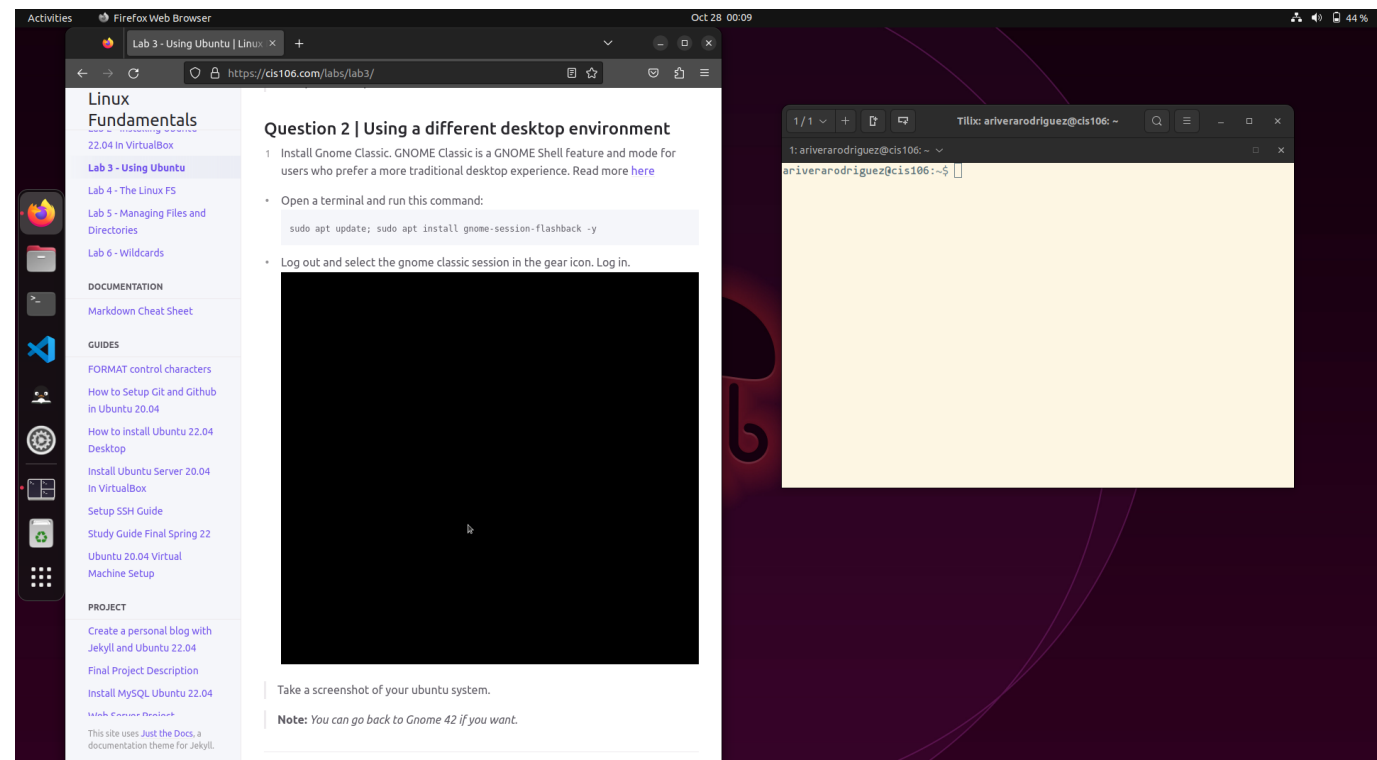 Activities
Firefox Web Browser
Oct 28 00:09
44 %
Lab 3 - Using Ubuntu | Linux
https://cis106.com/labs/lab3/
Linux
Fundamentals
22.04 In VirtualBox
Lab 3 - Using Ubuntu
Lab 4 - The Linux FS
Lab 5 - Managing Files and
Directories
Lab 6 - Wildcards
DOCUMENTATION
Markdown Cheat Sheet
GUIDES
FORMAT control characters
How to Setup Git and Github
in Ubuntu 20.04
How to install Ubuntu 22.04
Desktop
Install Ubuntu Server 20.04
In VirtualBox
Setup SSH Guide
Study Guide Final Spring 22
Ubuntu 20.04 Virtual
Machine Setup
PROJECT
Create a personal blog with
Jekyll and Ubuntu 22.04
Final Project Description
Install MySQL Ubuntu 22.04
Web Server Project
This site uses Just the Docs, a
documentation theme for Jekyll.
Question 2 | Using a different desktop environment
1 Install Gnome Classic. GNOME Classic is a GNOME Shell feature and mode for
users who prefer a more traditional desktop experience. Read more here
• Open a terminal and run this command:
sudo apt update; sudo apt install gnome-session-flashback -y
• Log out and select the gnome classic session in the gear icon. Log in.
Take a screenshot of your ubuntu system.
Note: You can go back to Gnome 42 if you want.
1 / 1
Tilix: ariverarodriguez@cis106: ~
1: ariverarodriguez@cis106: ~
ariverarodriguez@cis106:~$